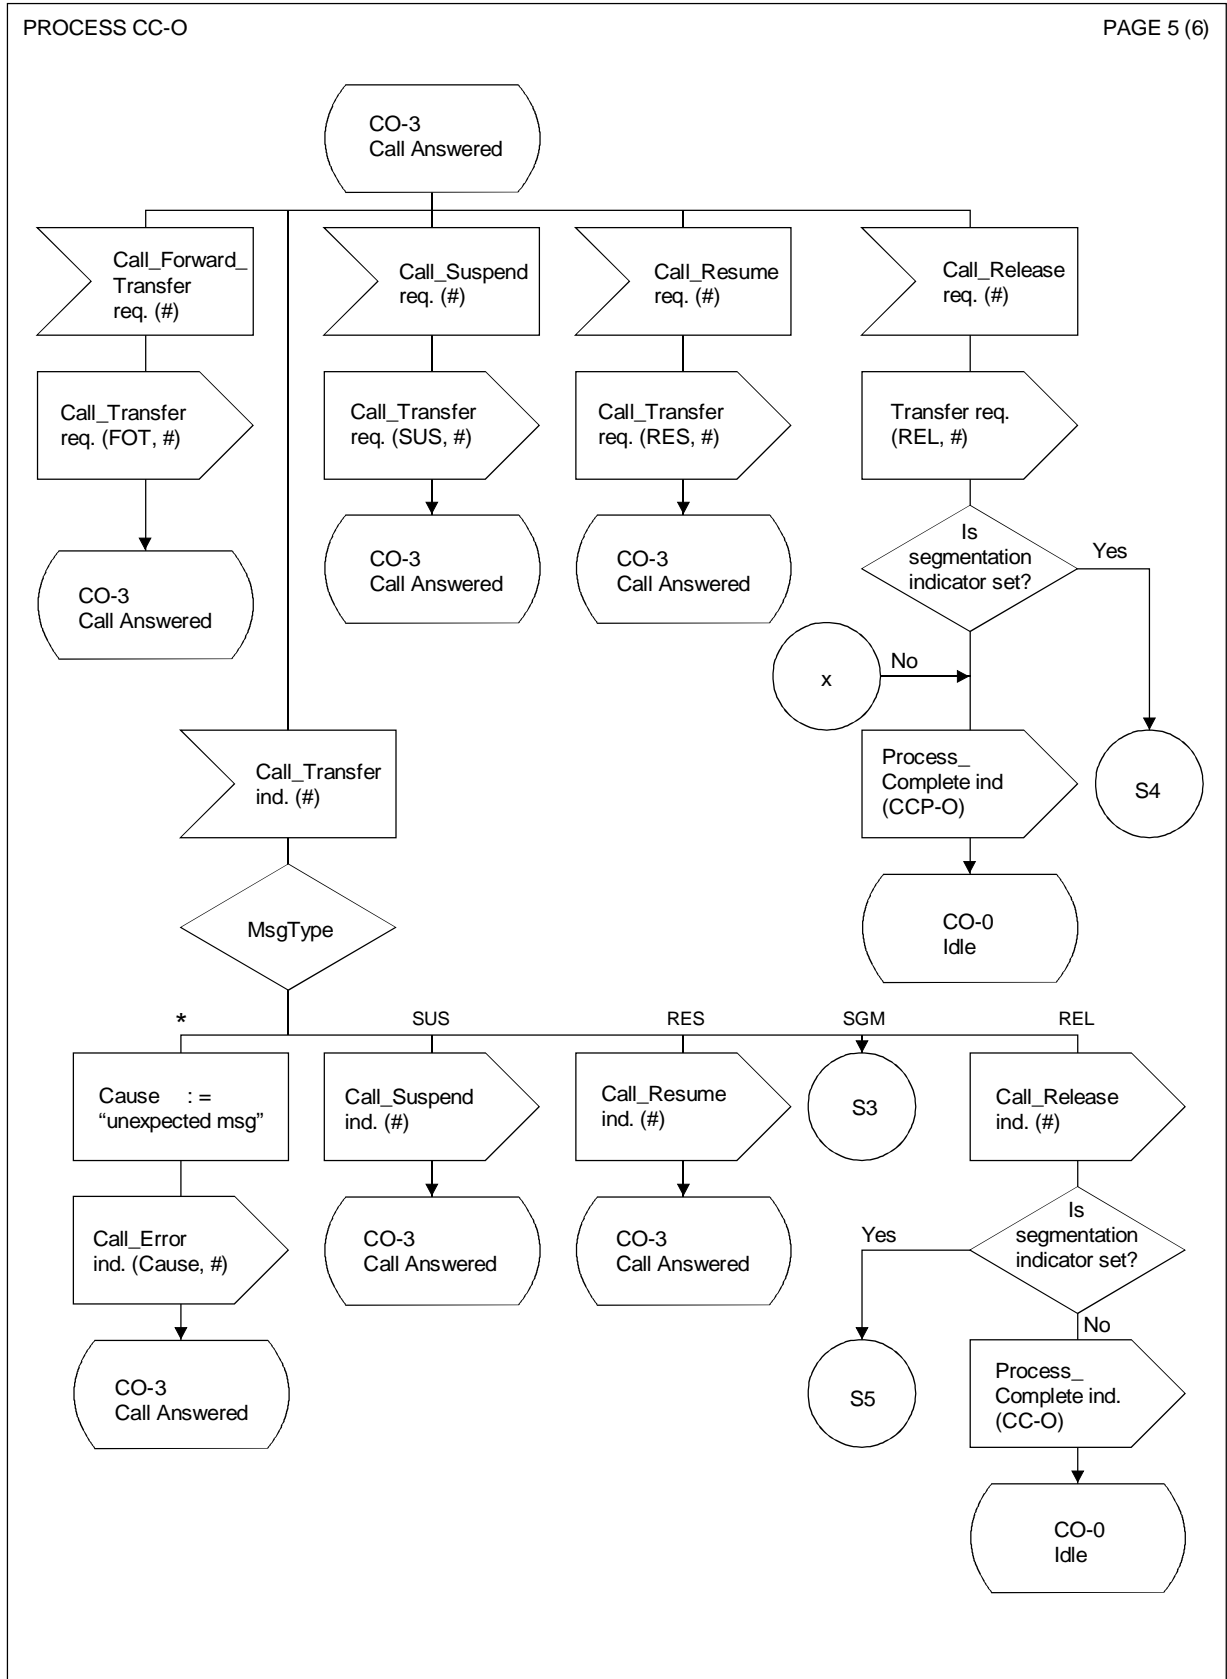 PROCESS CC-O
PAGE 5 (6)
CO-3
Call Answered
Call_Forward_
Transfer
req. (#)
Call_Suspend
req. (#)
Call_Resume
req. (#)
Call_Release
req. (#)
Call_Transfer
req. (FOT, #)
Call_Transfer
req. (SUS, #)
Call_Transfer
req. (RES, #)
Transfer req.
(REL, #)
CO-3
Call Answered
CO-3
Call Answered
CO-3
Call Answered
Is
segmentation
indicator set?
Yes
No
x
Call_Transfer
ind. (#)
Process_
Complete ind
(CCP-O)
S4
MsgType
CO-0
Idle
*
SUS
RES
SGM
REL
Cause : =
“unexpected msg”
Call_Suspend
ind. (#)
Call_Resume
ind. (#)
S3
Call_Release
ind. (#)
Call_Error
ind. (Cause, #)
CO-3
Call Answered
CO-3
Call Answered
Yes
Is
segmentation
indicator set?
No
CO-3
Call Answered
S5
Process_
Complete ind.
(CC-O)
CO-0
Idle